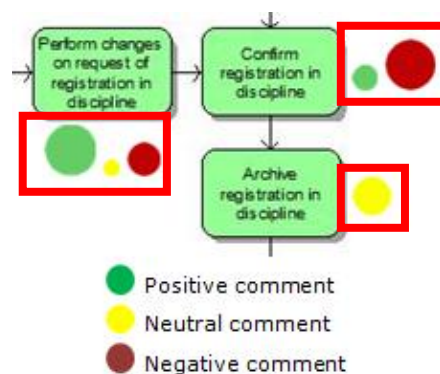 Perform changes
on request of
registration in
discipline
Confirm
registration in
discipline
Archive
registration in
discipline
Positive comment
Neutral comment
Negative comment